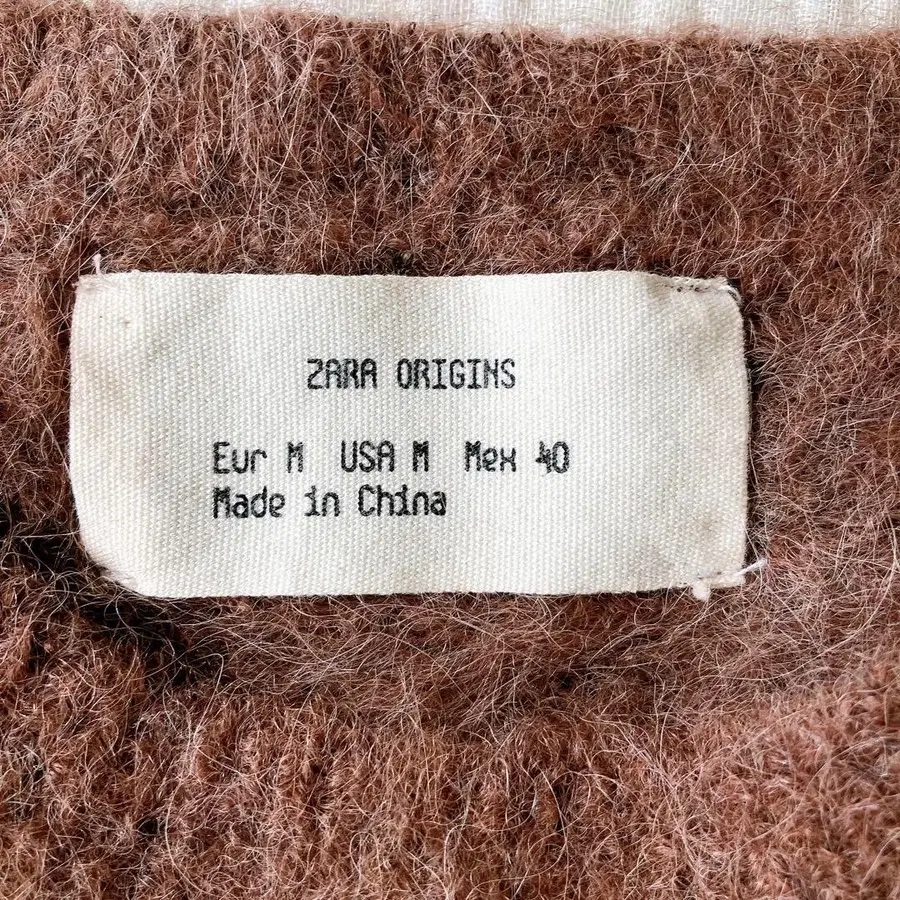 ZARA ORIGINS
Eur M USA M Mex 40
Made in China